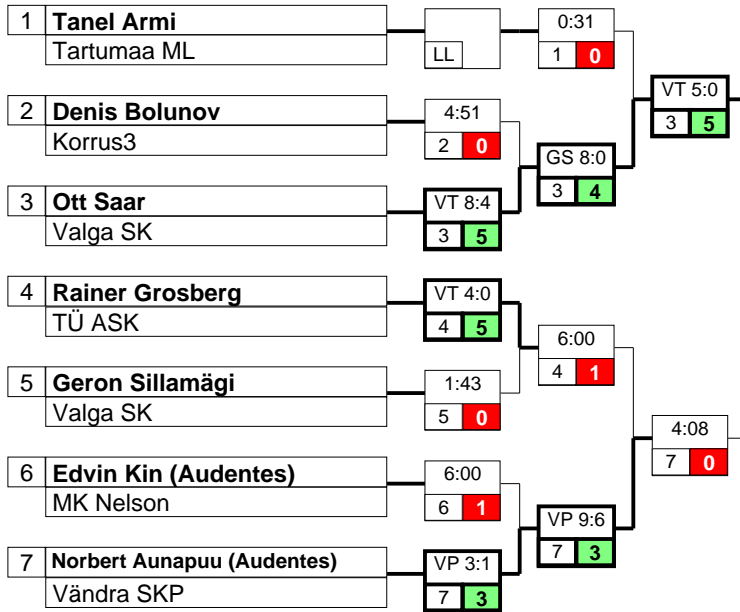 1 Tanel Armi
Tartumaa ML
LL
0:31
1 0
VT 5:0
3 5
2 Denis Bolunov
Korrus3
4:51
2 0
GS 8:0
3 4
3 Ott Saar
Valga SK
VT 8:4
3 5
4 Rainer Grosberg
TÜ ASK
VT 4:0
4 5
6:00
4 1
5 Geron Sillamägi
Valga SK
1:43
5 0
4:08
7 0
6 Edvin Kin (Audentes)
MK Nelson
6:00
6 1
VP 9:6
7 3
7 Norbert Aunapuu (Audentes)
Vändra SKP
VP 3:1
7 3